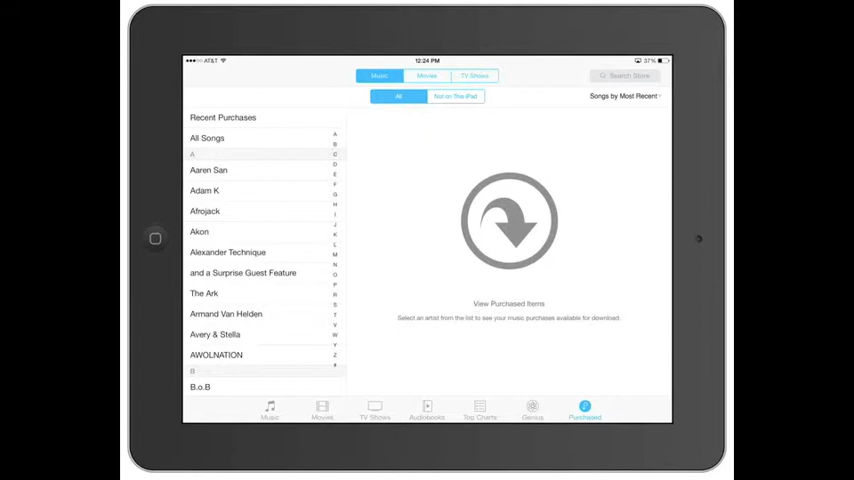 AT&T 12:24 PM 37%
Music Movies TV Shows Search Store
All Not on This iPad Songs by Most Recent
Recent Purchases
All Songs
A
Aaren San
Adam K
Afrojack
Akon
Alexander Technique
and a Surprise Guest Feature
The Ark
Armand Van Helden
Avery & Stella
AWOLNATION
B
B.o.B
A
B
C
D
E
F
G
H
I
J
K
L
M
N
O
P
R
S
T
V
W
Y
Z
#
View Purchased Items
Select an artist from the list to see your music purchases available for download.
Music Movies TV Shows Audiobooks Top Charts Genius Purchased